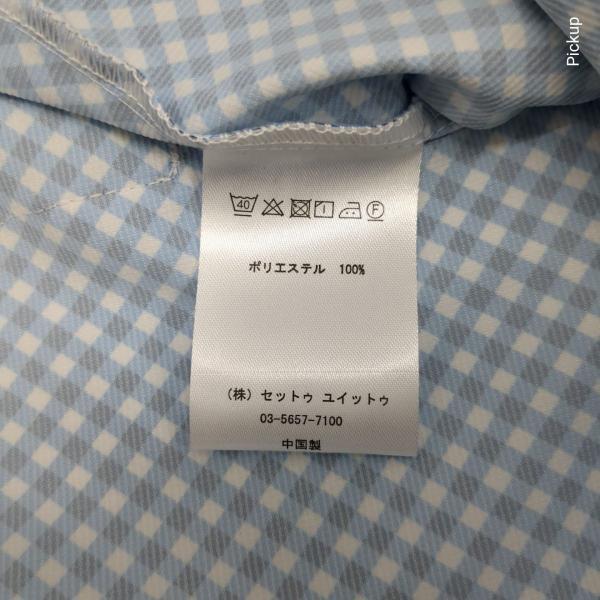 Pickup
40
F
ポリエステル 100%
(株) セットゥ ユイットゥ
03-5657-7100
中国製